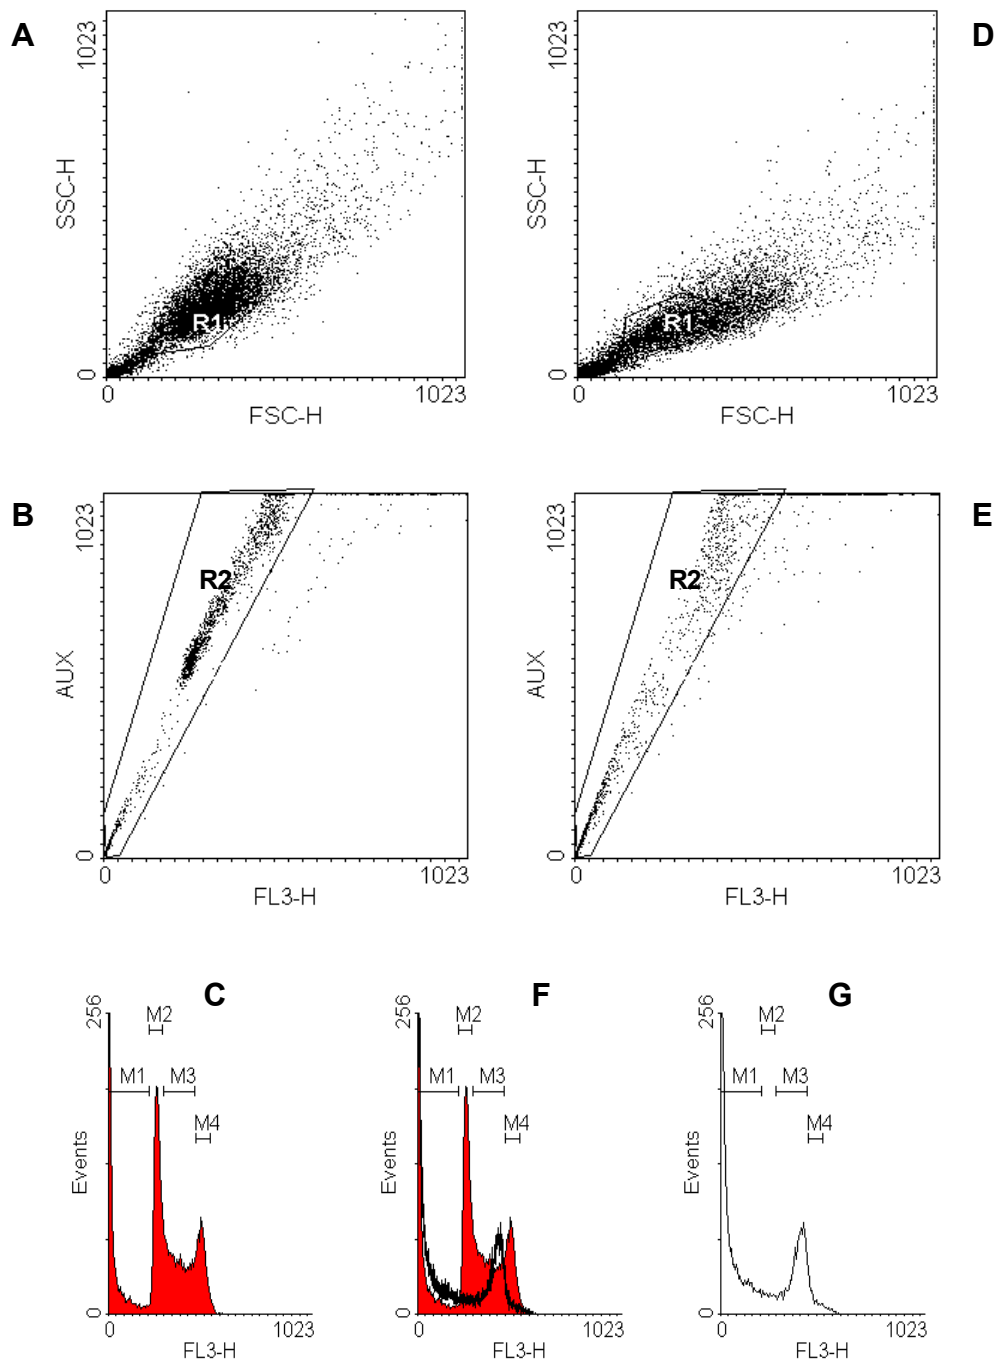 A
1023
SSC-H
R1
0
0
1023
FSC-H
D
1023
SSC-H
R1
0
0
1023
FSC-H
B
1023
AUX
R2
0
0
1023
FL3-H
E
1023
AUX
R2
0
0
1023
FL3-H
C
256
M2
M1
M3
M4
Events
0
0
1023
FL3-H
F
256
M2
M1
M3
M4
Events
0
0
1023
FL3-H
G
256
M2
M1
M3
M4
Events
0
0
1023
FL3-H